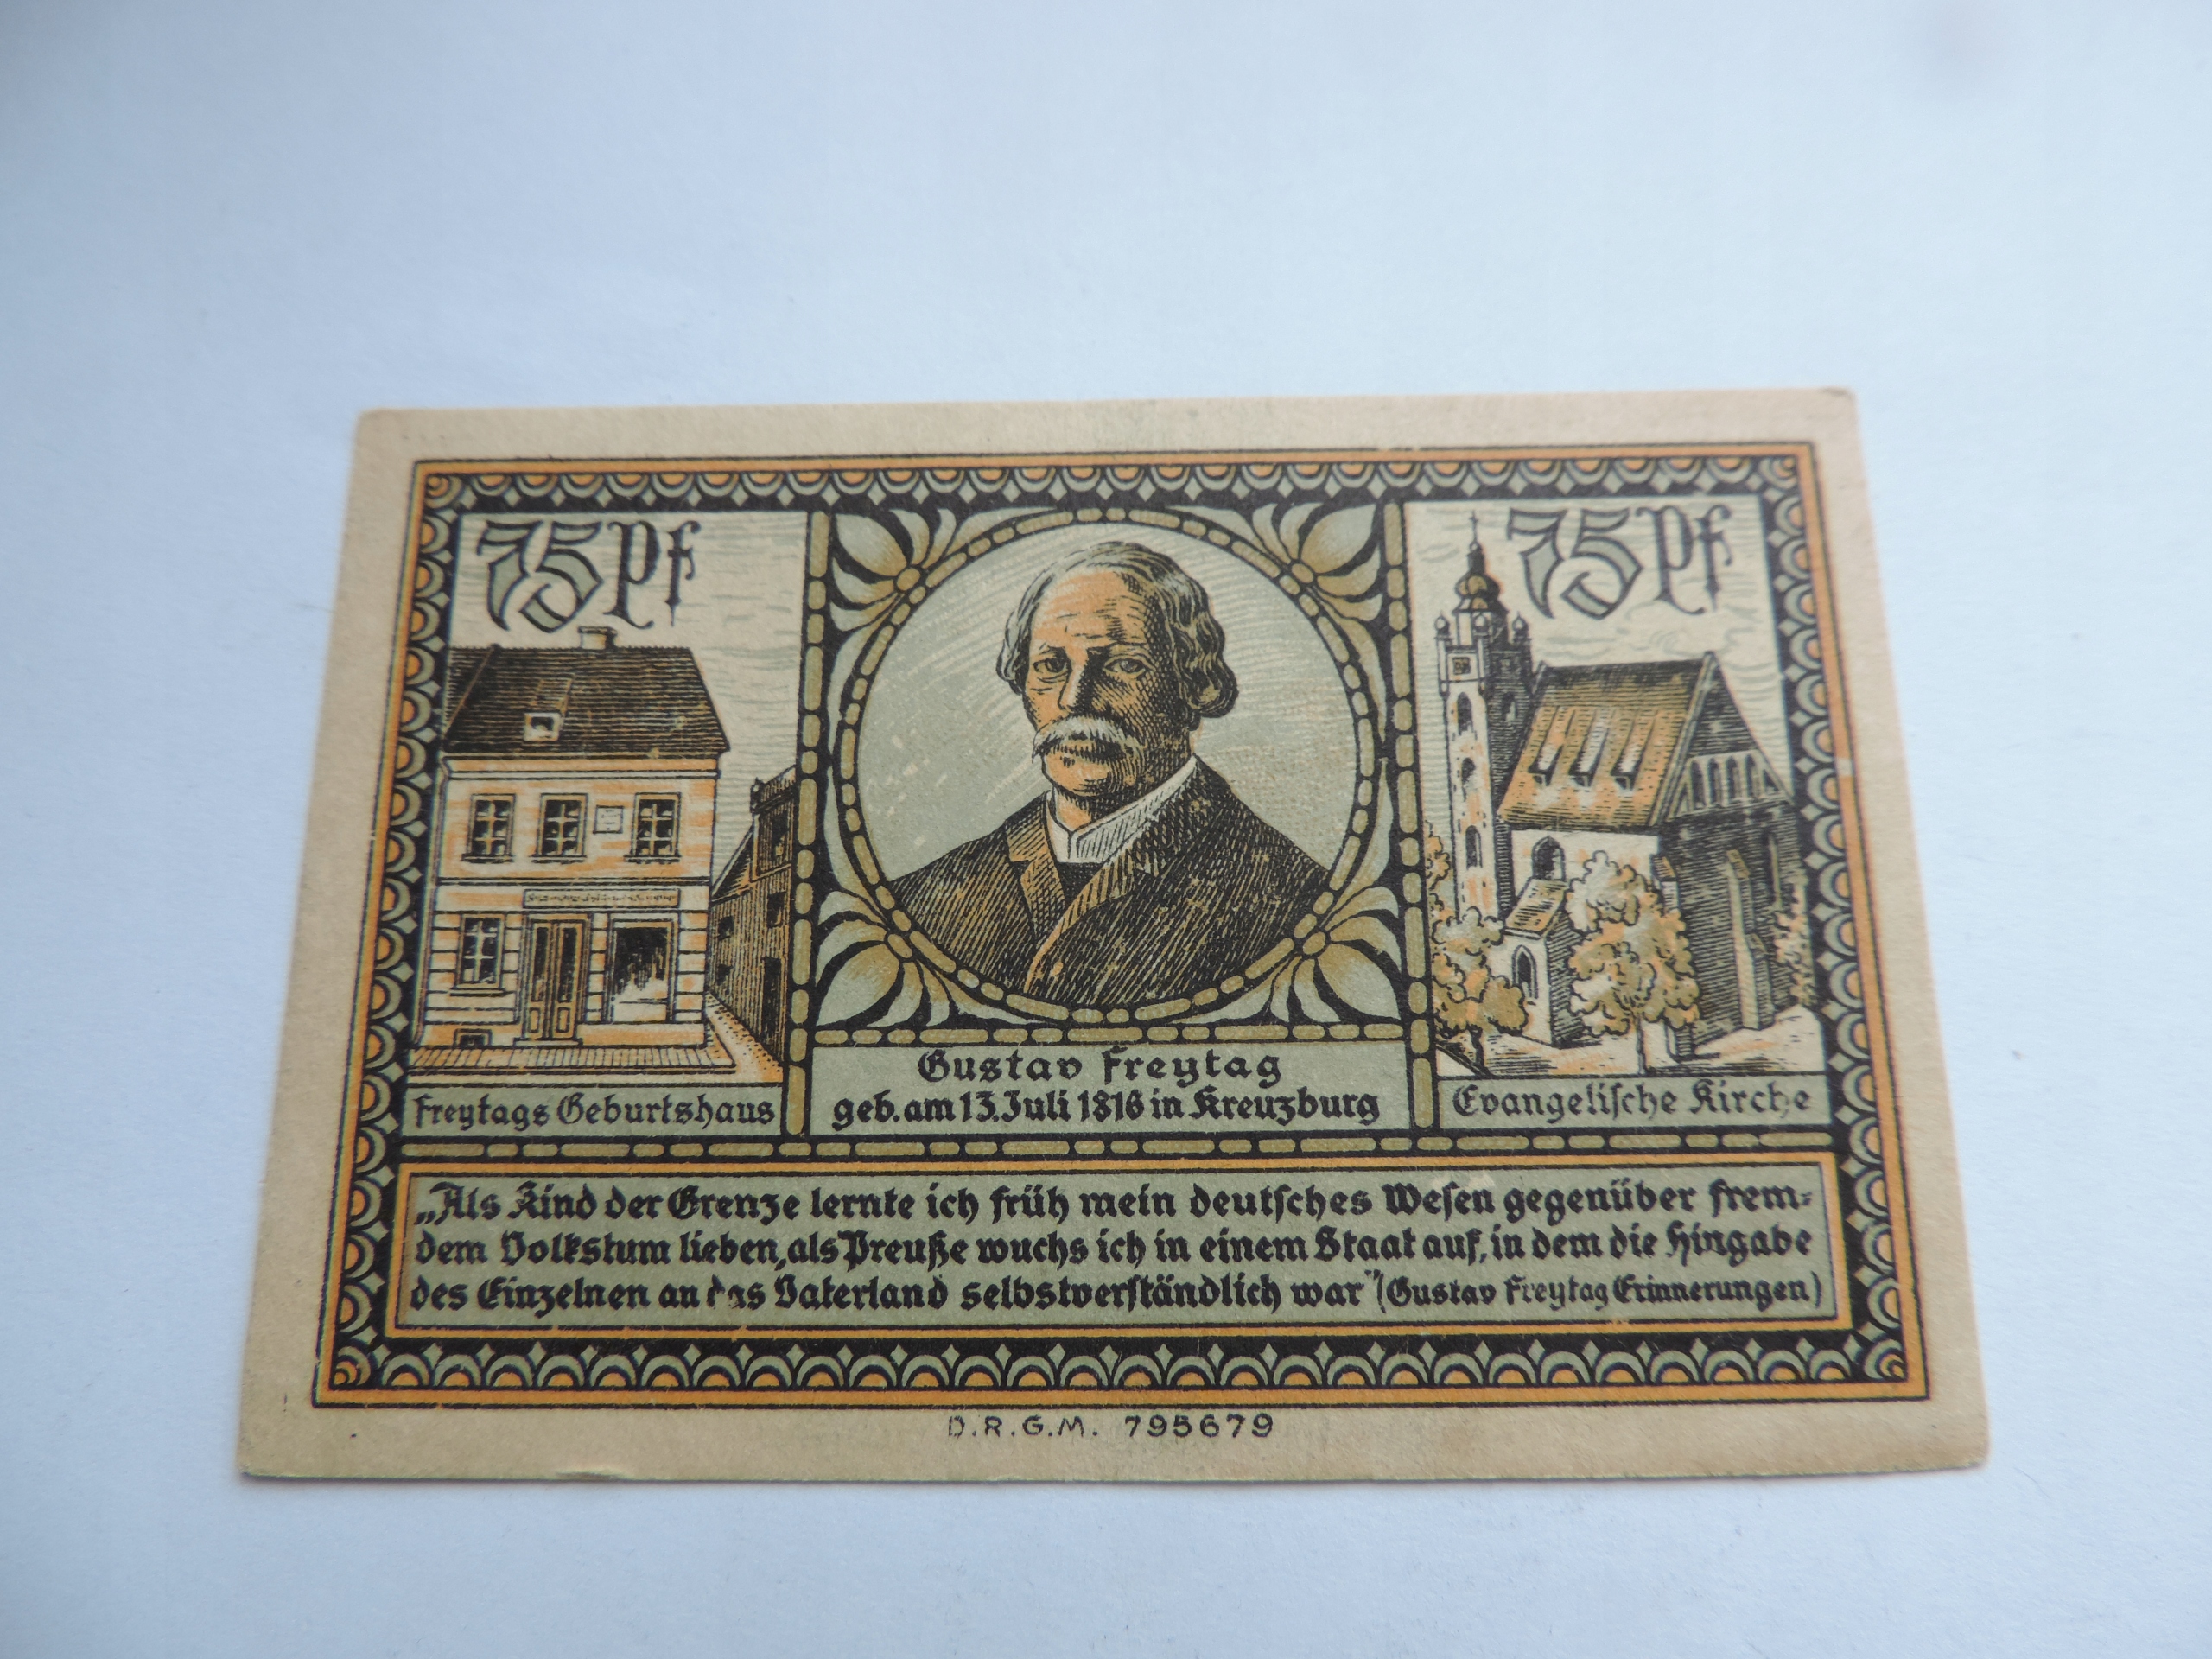 75 Pf
75 Pf
Freytags Geburtshaus
Gustav Freytag
geb. am 13. Juli 1816 in Kreuzburg
Evangelische Kirche
„Als Kind der Grenze lernte ich früh mein deutsches Wesen gegenüber frem-
dem Volkstum lieben, als Preuße wuchs ich in einem Staat auf, in dem die Hingabe
des Einzelnen an das Vaterland selbstverständlich war" (Gustav Freytag Erinnerungen)
D.R.G.M. 795679